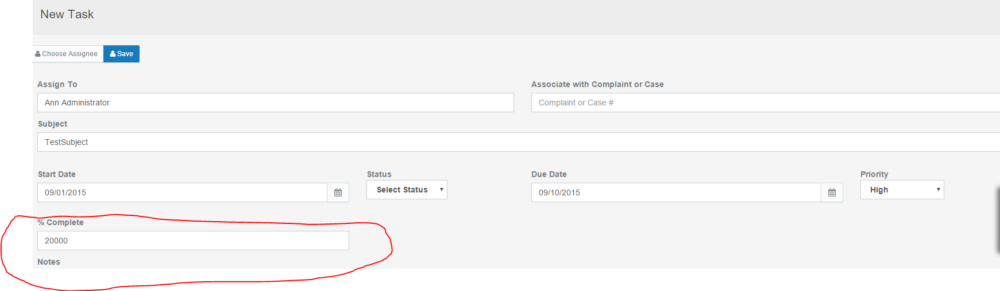 New Task
Choose Assignee Save
Assign To Associate with Complaint or Case
Ann Administrator Complaint or Case #
Subject
TestSubject
Start Date Status Due Date Priority
09/01/2015 Select Status 09/10/2015 High
% Complete
20000
Notes